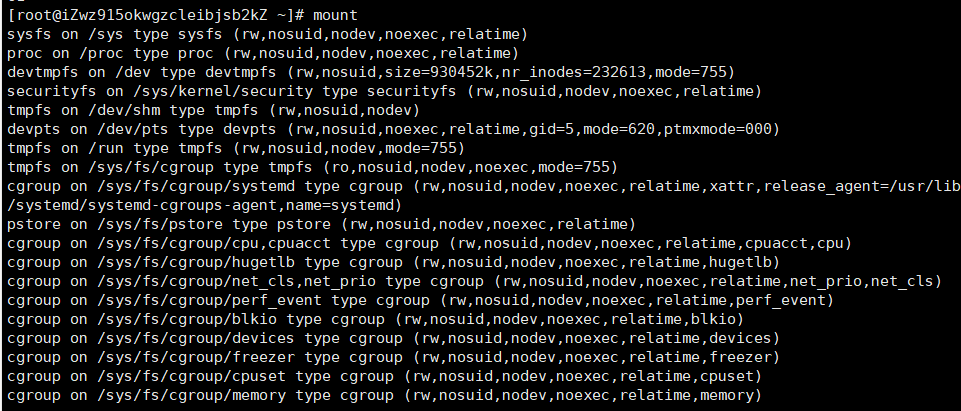 [root@iZwz915okwgzcleibjsb2kZ ~]# mount
sysfs on /sys type sysfs (rw,nosuid,nodev,noexec,relatime)
proc on /proc type proc (rw,nosuid,nodev,noexec,relatime)
devtmpfs on /dev type devtmpfs (rw,nosuid,size=930452k,nr_inodes=232613,mode=755)
securityfs on /sys/kernel/security type securityfs (rw,nosuid,nodev,noexec,relatime)
tmpfs on /dev/shm type tmpfs (rw,nosuid,nodev)
devpts on /dev/pts type devpts (rw,nosuid,noexec,relatime,gid=5,mode=620,ptmxmode=000)
tmpfs on /run type tmpfs (rw,nosuid,nodev,mode=755)
tmpfs on /sys/fs/cgroup type tmpfs (ro,nosuid,nodev,noexec,mode=755)
cgroup on /sys/fs/cgroup/systemd type cgroup (rw,nosuid,nodev,noexec,relatime,xattr,release_agent=/usr/lib
/systemd/systemd-cgroups-agent,name=systemd)
pstore on /sys/fs/pstore type pstore (rw,nosuid,nodev,noexec,relatime)
cgroup on /sys/fs/cgroup/cpu,cpuacct type cgroup (rw,nosuid,nodev,noexec,relatime,cpuacct,cpu)
cgroup on /sys/fs/cgroup/hugetlb type cgroup (rw,nosuid,nodev,noexec,relatime,hugetlb)
cgroup on /sys/fs/cgroup/net_cls,net_prio type cgroup (rw,nosuid,nodev,noexec,relatime,net_prio,net_cls)
cgroup on /sys/fs/cgroup/perf_event type cgroup (rw,nosuid,nodev,noexec,relatime,perf_event)
cgroup on /sys/fs/cgroup/blkio type cgroup (rw,nosuid,nodev,noexec,relatime,blkio)
cgroup on /sys/fs/cgroup/devices type cgroup (rw,nosuid,nodev,noexec,relatime,devices)
cgroup on /sys/fs/cgroup/freezer type cgroup (rw,nosuid,nodev,noexec,relatime,freezer)
cgroup on /sys/fs/cgroup/cpuset type cgroup (rw,nosuid,nodev,noexec,relatime,cpuset)
cgroup on /sys/fs/cgroup/memory type cgroup (rw,nosuid,nodev,noexec,relatime,memory)